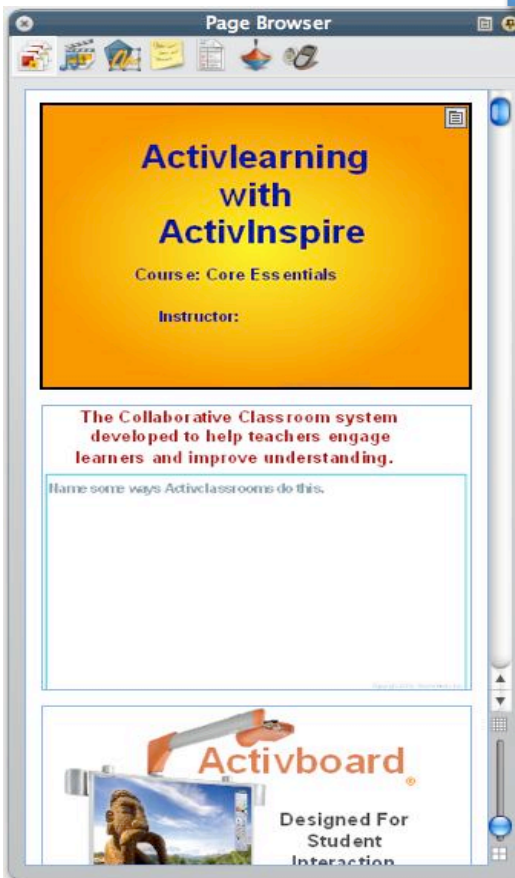 Page Browser
Activlearning
with
ActivInspire
Course: Core Essentials
Instructor:
The Collaborative Classroom system
developed to help teachers engage
learners and improve understanding.
Name some ways Activclassrooms do this.
Activboard
®
Designed For
Student
Interaction